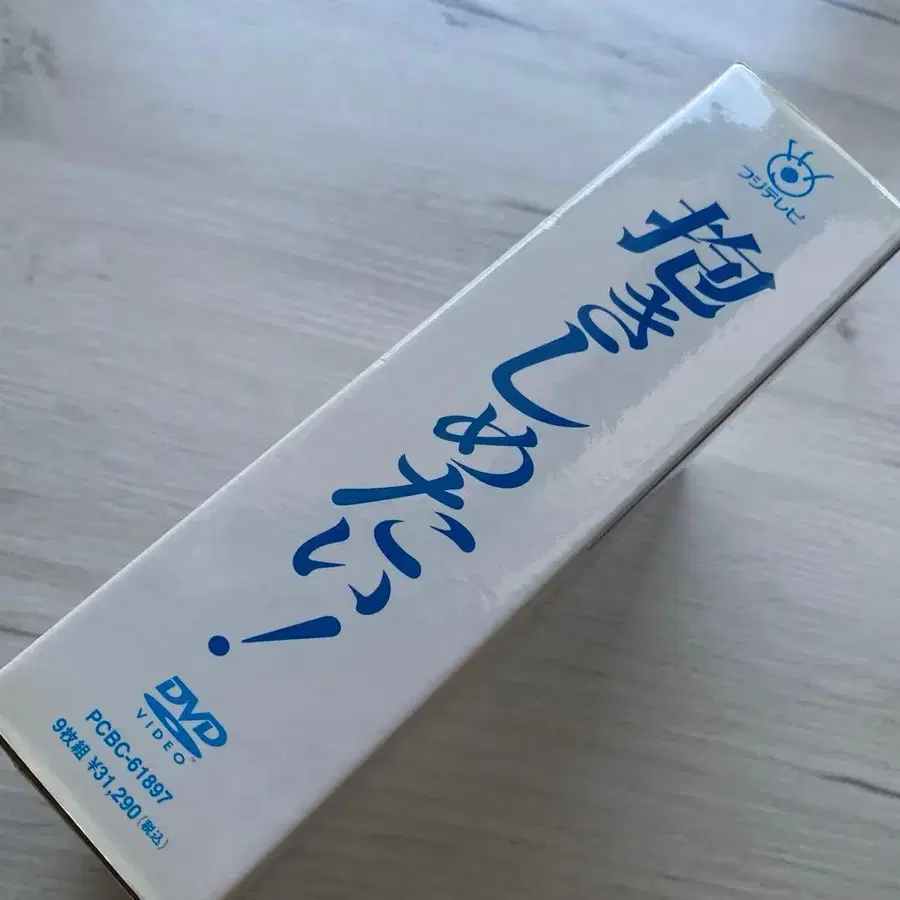 フジテレビ
抱きしめたい!
DVD
VIDEO™
PCBC-61897
9枚組 ¥31,290(税込)